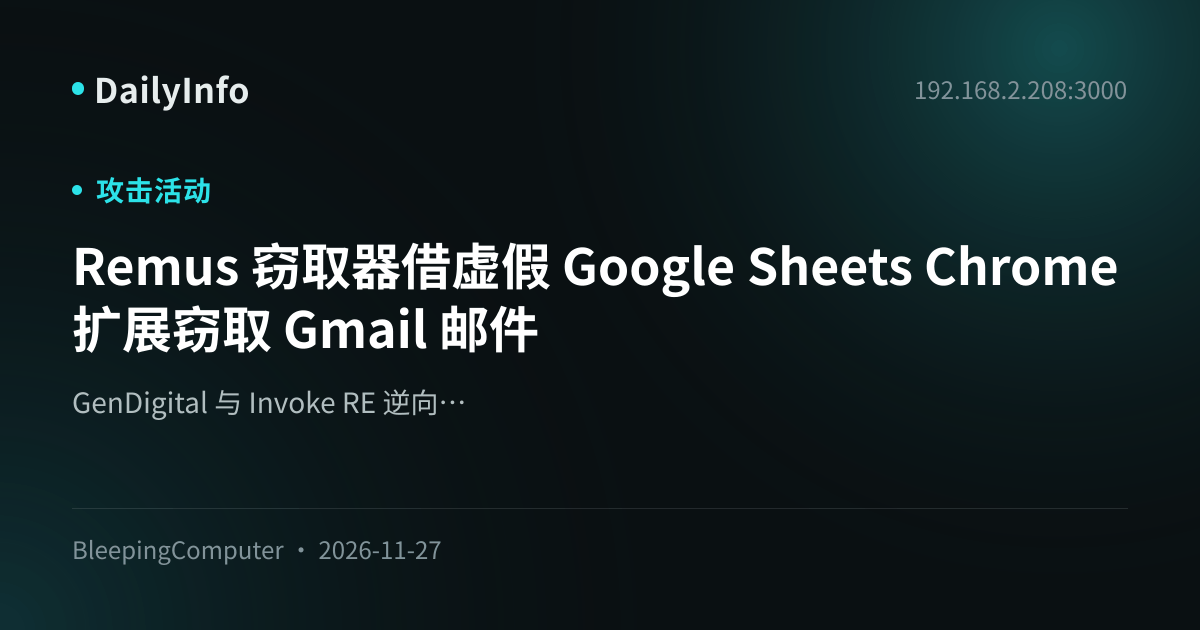 DailyInfo
192.168.2.208:3000
攻击活动
Remus 窃取器借虚假 Google Sheets Chrome
扩展窃取 Gmail 邮件
GenDigital 与 Invoke RE 逆向…
BleepingComputer · 2026-11-27